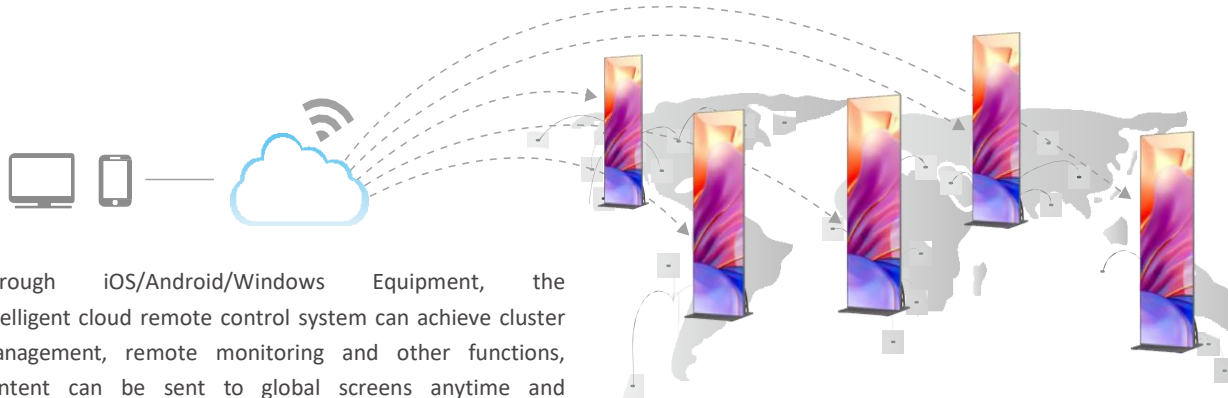 rough iOS/Android/Windows Equipment, the
elligent cloud remote control system can achieve cluster
anagement, remote monitoring and other functions,
ntent can be sent to global screens anytime and